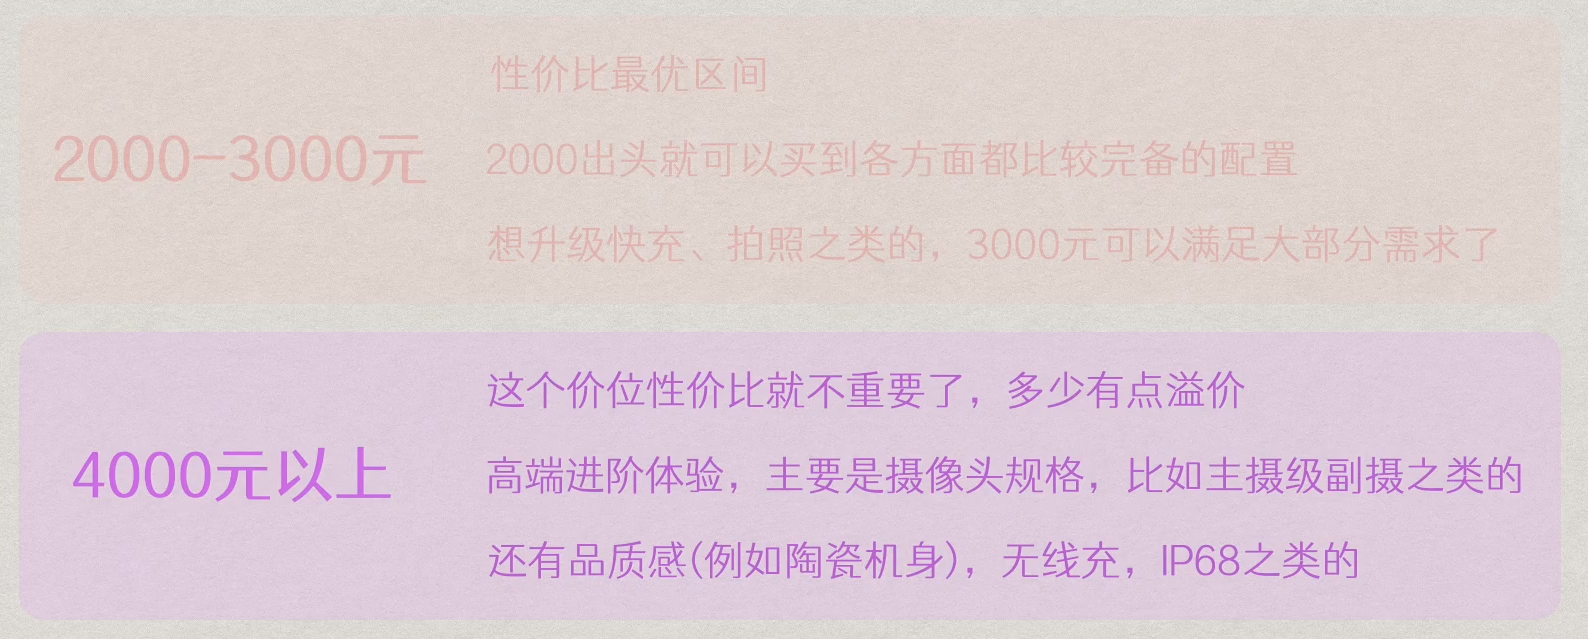 2000-3000元
性价比最优区间
2000出头就可以买到各方面都比较完备的配置
想升级快充、拍照之类的，3000元可以满足大部分需求了
4000元以上
这个价位性价比就不重要了，多少有点溢价
高端进阶体验，主要是摄像头规格，比如主摄级副摄之类的
还有品质感(例如陶瓷机身)，无线充，IP68之类的